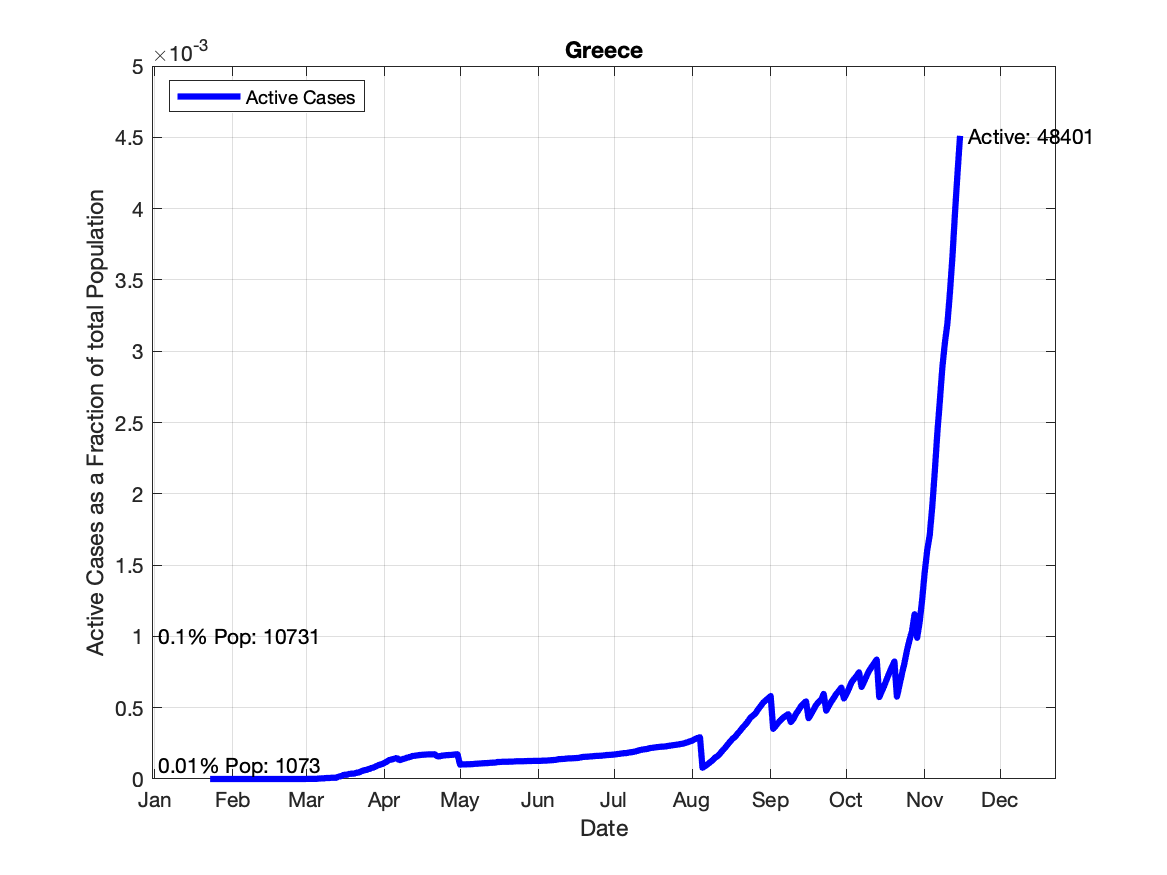 Greece
×10-3
5
4.5
4
3.5
3
2.5
2
1.5
1
0.5
0
Active Cases
Active: 48401
0.1% Pop: 10731
0.01% Pop: 1073
Active Cases as a Fraction of total Population
Jan Feb Mar Apr May Jun Jul Aug Sep Oct Nov Dec
Date